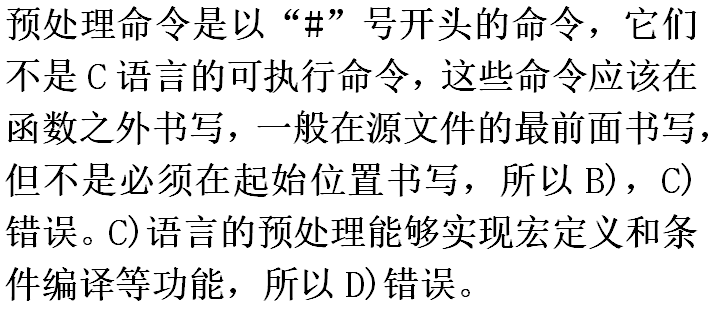 预处理命令是以“#”号开头的命令，它们
不是C语言的可执行命令，这些命令应该在
函数之外书写，一般在源文件的最前面书写，
但不是必须在起始位置书写，所以B)，C)
错误。C)语言的预处理能够实现宏定义和条
件编译等功能，所以D)错误。